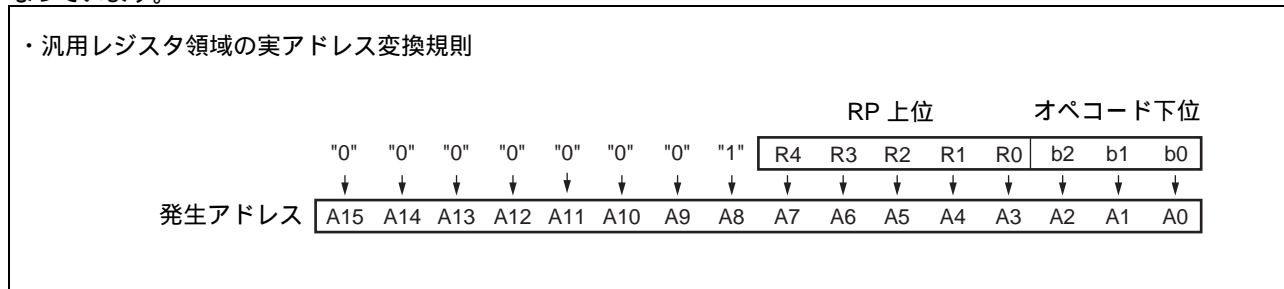 ・汎用レジスタ領域の実アドレス変換規則
RP 上位 オペコード下位
"0" "0" "0" "0" "0" "0" "0" "1" R4 R3 R2 R1 R0 b2 b1 b0
発生アドレス A15 A14 A13 A12 A11 A10 A9 A8 A7 A6 A5 A4 A3 A2 A1 A0